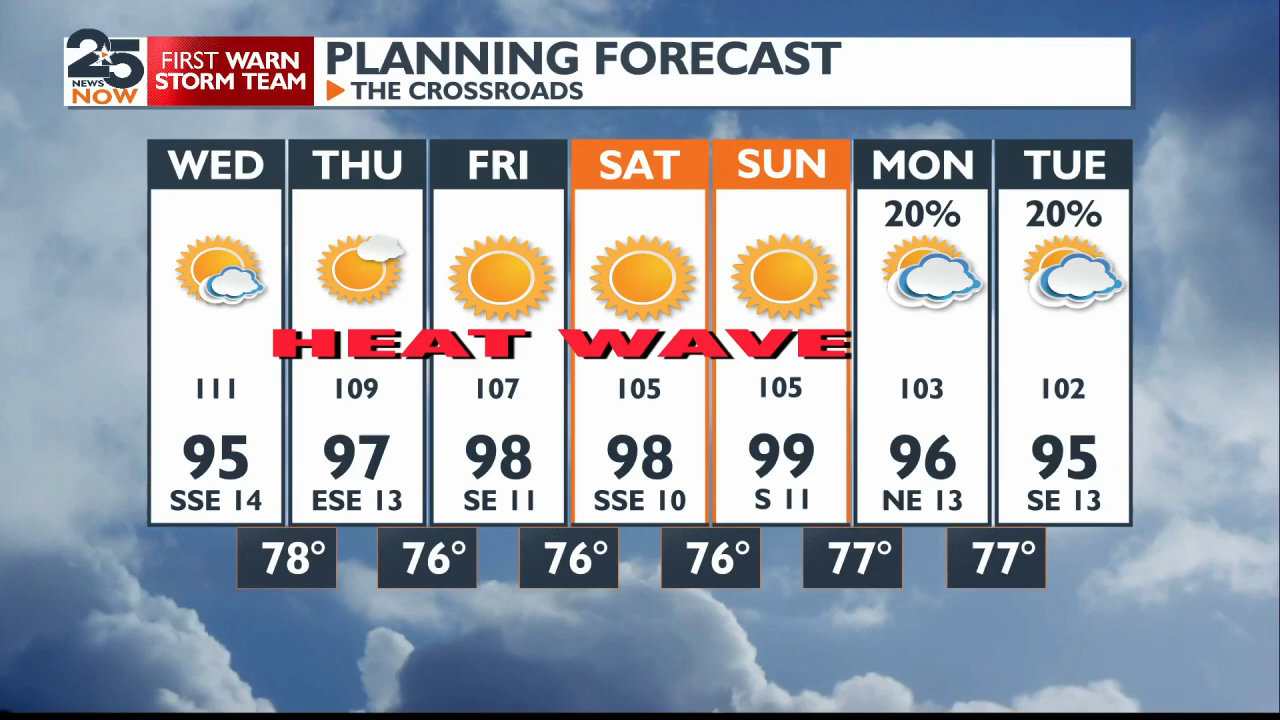 25
NEWS
NOW
FIRST WARN
STORM TEAM
PLANNING FORECAST
THE CROSSROADS
WED THU FRI SAT SUN MON TUE
20% 20%
HEAT WAVE
111 109 107 105 105 103 102
95 97 98 98 99 96 95
SSE 14 ESE 13 SE 11 SSE 10 S 11 NE 13 SE 13
78° 76° 76° 76° 77° 77°